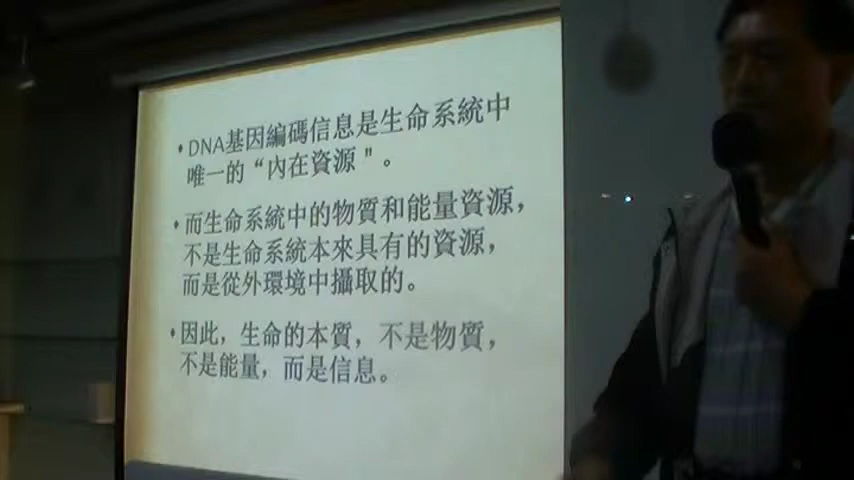 •DNA基因編碼信息是生命系統中
唯一的“內在資源"。
•而生命系統中的物質和能量資源，
不是生命系統本來具有的資源，
而是從外環境中攝取的。
•因此，生命的本質，不是物質，
不是能量，而是信息。